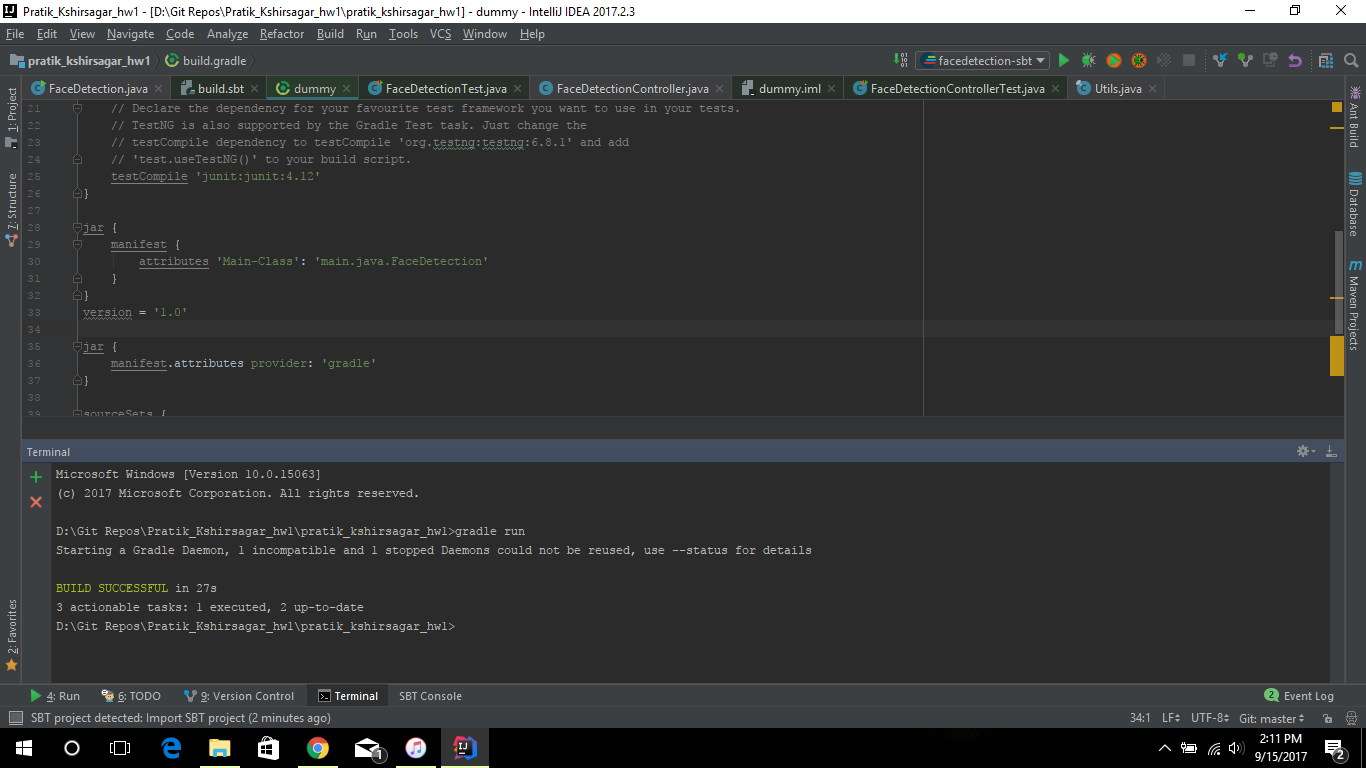 Pratik_Kshirsagar_hw1 - [D:\Git Repos\Pratik_Kshirsagar_hw1\pratik_kshirsagar_hw1] - dummy - IntelliJ IDEA 2017.2.3
File Edit View Navigate Code Analyze Refactor Build Run Tools VCS Window Help
pratik_kshirsagar_hw1 build.gradle facedetection-sbt
FaceDetection.java build.sbt dummy FaceDetectionTest.java FaceDetectionController.java dummy.iml FaceDetectionControllerTest.java Utils.java
1: Project
7: Structure
2: Favorites
21 // Declare the dependency for your favourite test framework you want to use in your tests.
22 // TestNG is also supported by the Gradle Test task. Just change the
23 // testCompile dependency to testCompile 'org.testng:testng:6.8.1' and add
24 // 'test.useTestNG()' to your build script.
25 testCompile 'junit:junit:4.12'
26 }
27
28 jar {
29 manifest {
30 attributes 'Main-Class': 'main.java.FaceDetection'
31 }
32 }
33 version = '1.0'
34
35 jar {
36 manifest.attributes provider: 'gradle'
37 }
38
39 sourceSets {
Ant Build
Database
Maven Projects
Terminal
Microsoft Windows [Version 10.0.15063]
(c) 2017 Microsoft Corporation. All rights reserved.
D:\Git Repos\Pratik_Kshirsagar_hw1\pratik_kshirsagar_hw1>gradle run
Starting a Gradle Daemon, 1 incompatible and 1 stopped Daemons could not be reused, use --status for details
BUILD SUCCESSFUL in 27s
3 actionable tasks: 1 executed, 2 up-to-date
D:\Git Repos\Pratik_Kshirsagar_hw1\pratik_kshirsagar_hw1>
4: Run 6: TODO 9: Version Control Terminal SBT Console 2 Event Log
SBT project detected: Import SBT project (2 minutes ago) 34:1 LF UTF-8 Git: master
1 2:11 PM
9/15/2017 2